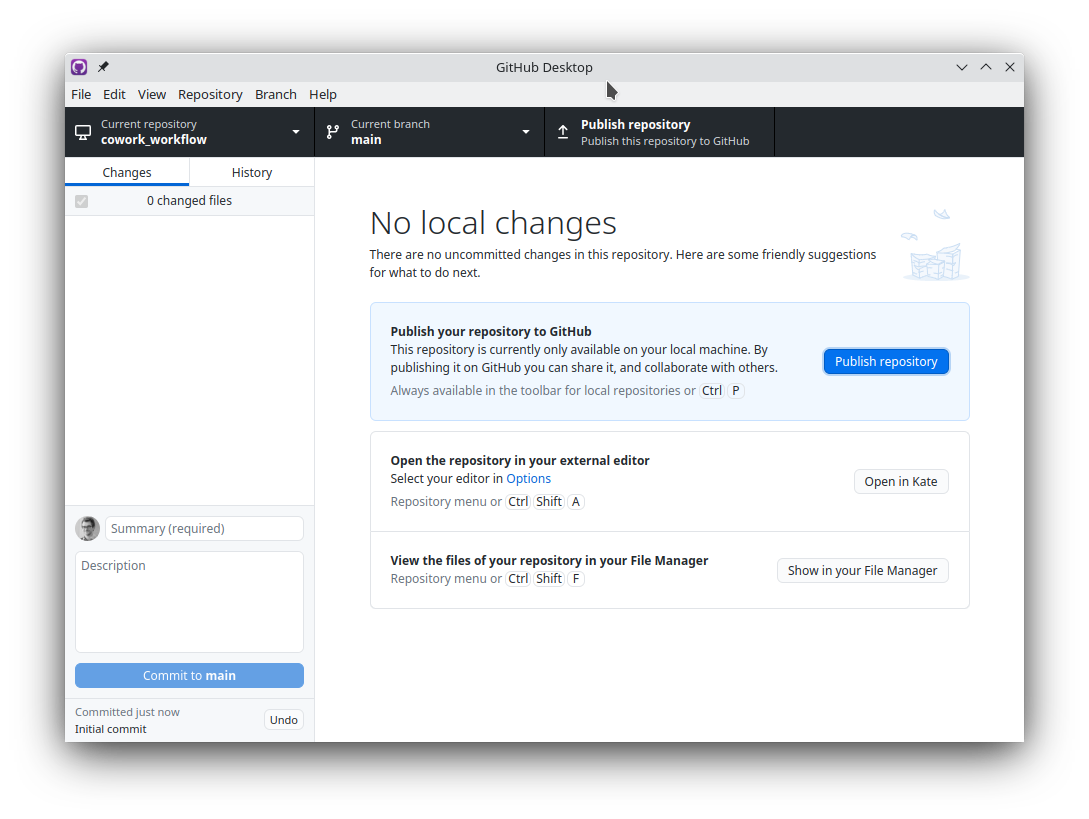 GitHub Desktop
File Edit View Repository Branch Help
Current repository
cowork_workflow
Current branch
main
Publish repository
Publish this repository to GitHub
Changes
History
0 changed files
No local changes
There are no uncommitted changes in this repository. Here are some friendly suggestions
for what to do next.
Publish your repository to GitHub
This repository is currently only available on your local machine. By
publishing it on GitHub you can share it, and collaborate with others.
Always available in the toolbar for local repositories or Ctrl P
Publish repository
Open the repository in your external editor
Select your editor in Options
Repository menu or Ctrl Shift A
Open in Kate
View the files of your repository in your File Manager
Repository menu or Ctrl Shift F
Show in your File Manager
Summary (required)
Description
Commit to main
Committed just now
Initial commit
Undo